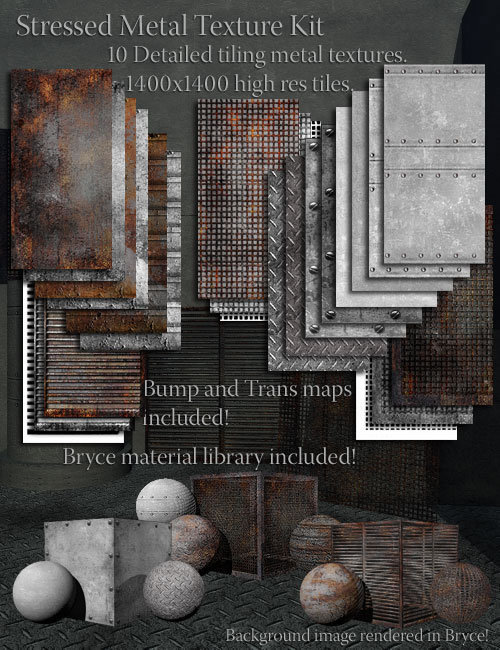 Stressed Metal Texture Kit
10 Detailed tiling metal textures.
1400x1400 high res tiles.
Bump and Trans maps
included!
Bryce material library included!
Background image rendered in Bryce!